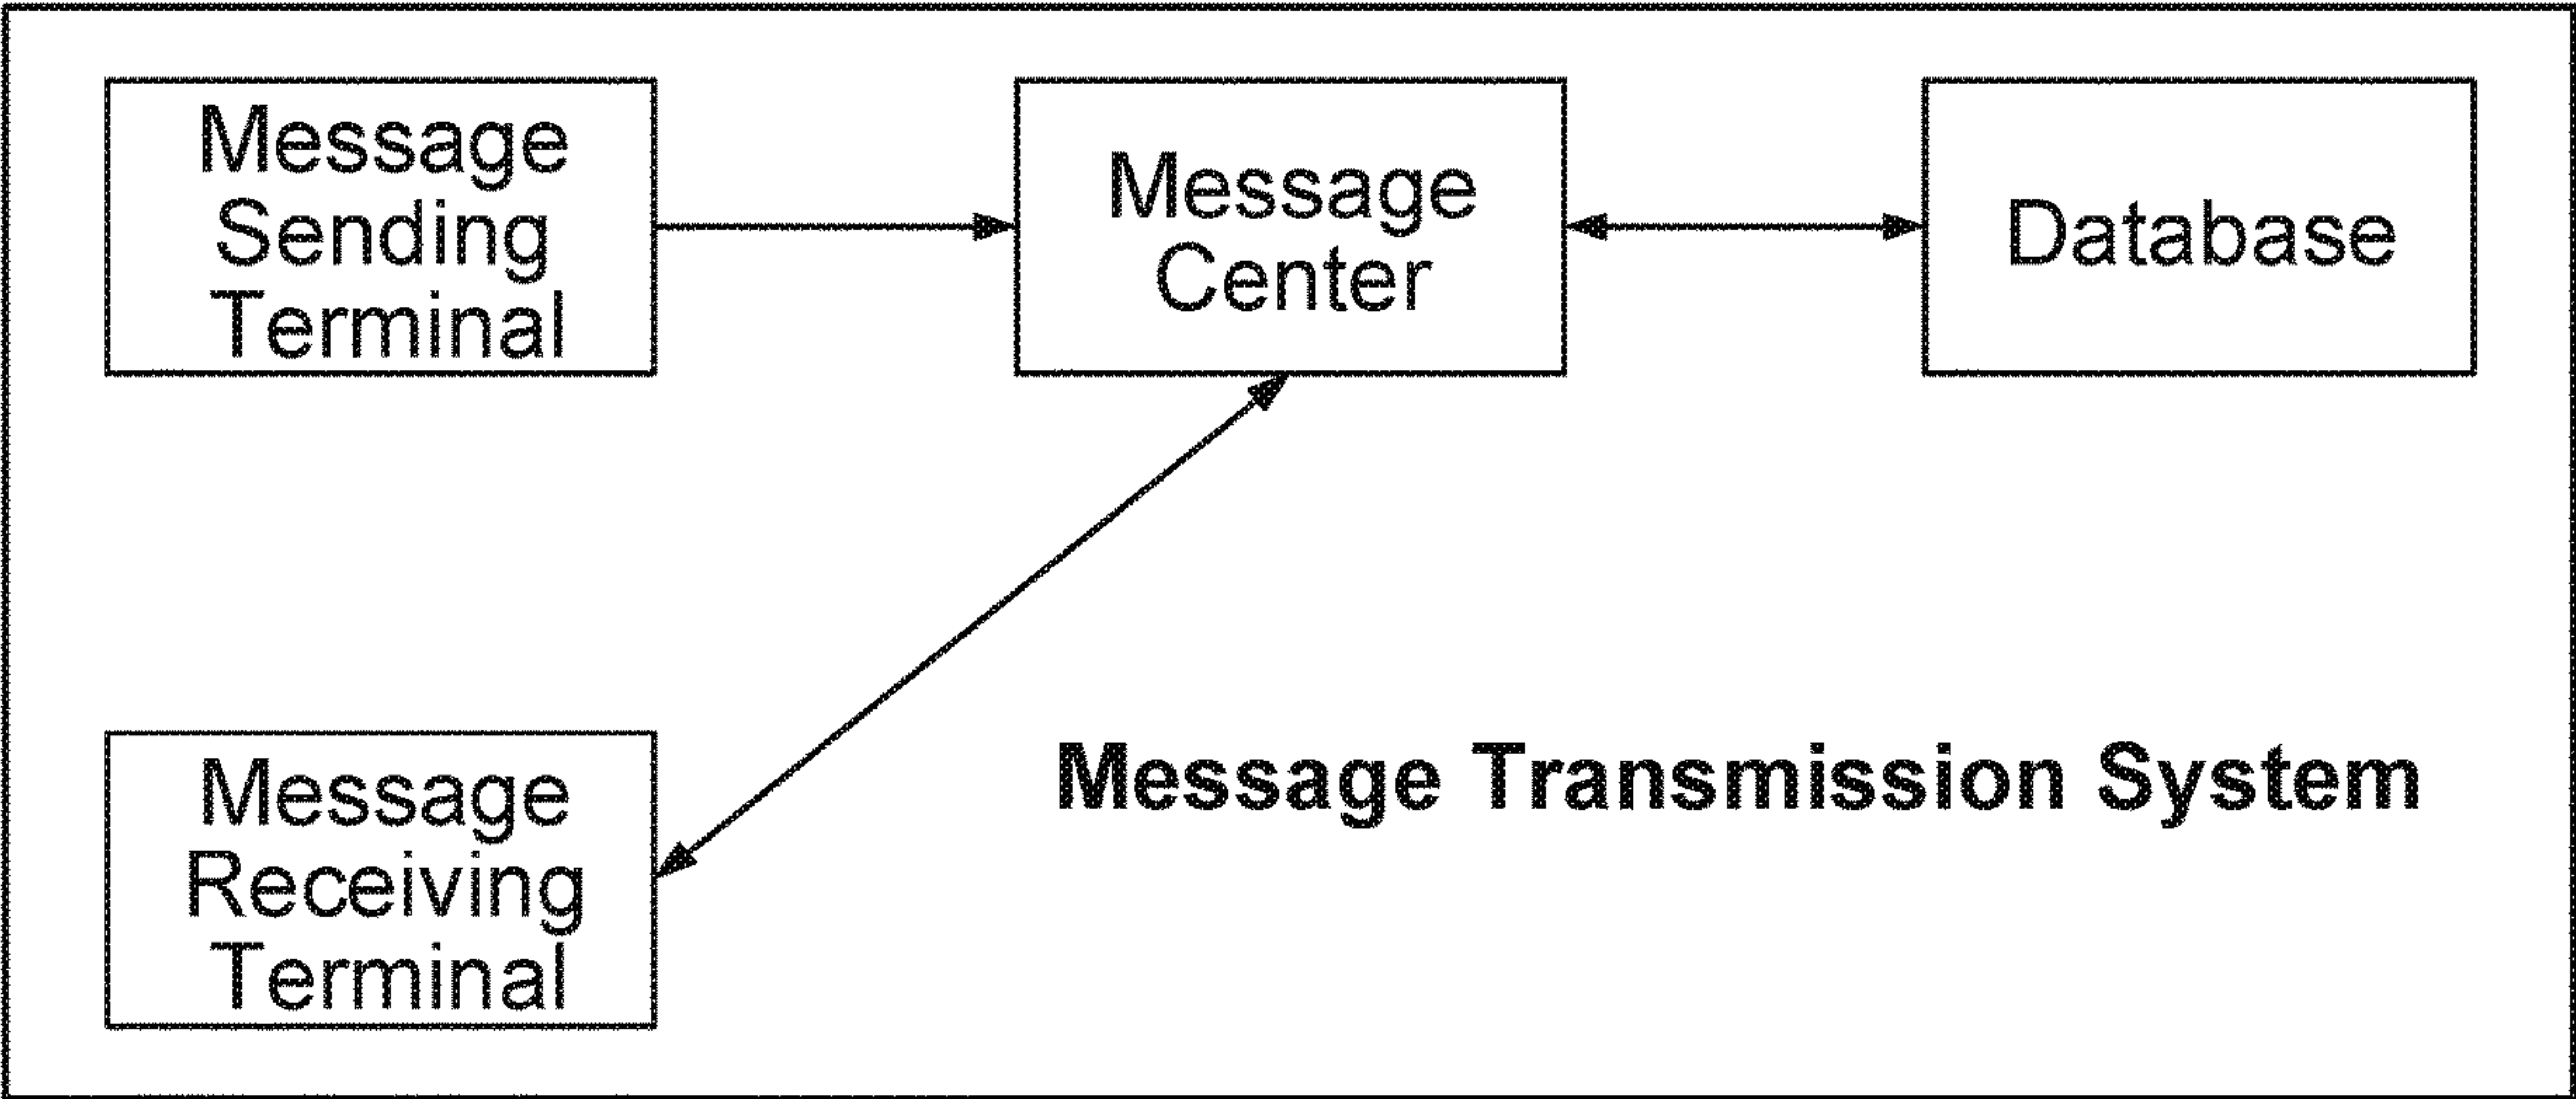 Message
Sending
Terminal
Message
Center
Database
Message
Receiving
Terminal
Message Transmission System